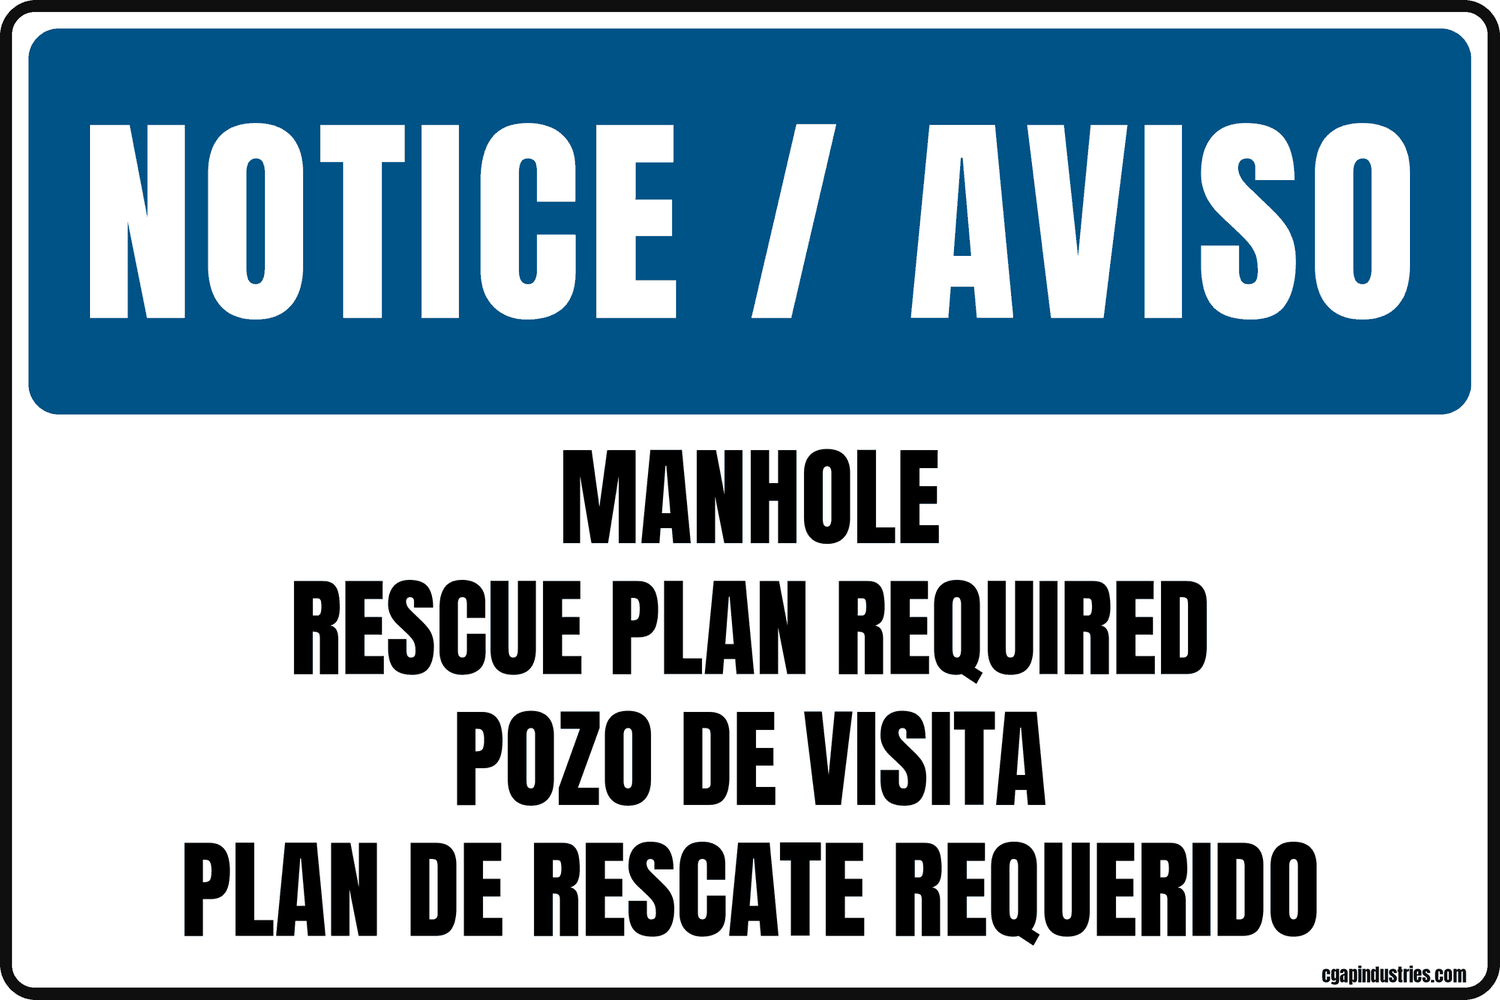 NOTICE / AVISO
MANHOLE
RESCUE PLAN REQUIRED
POZO DE VISITA
PLAN DE RESCATE REQUERIDO
cgapindustries.com